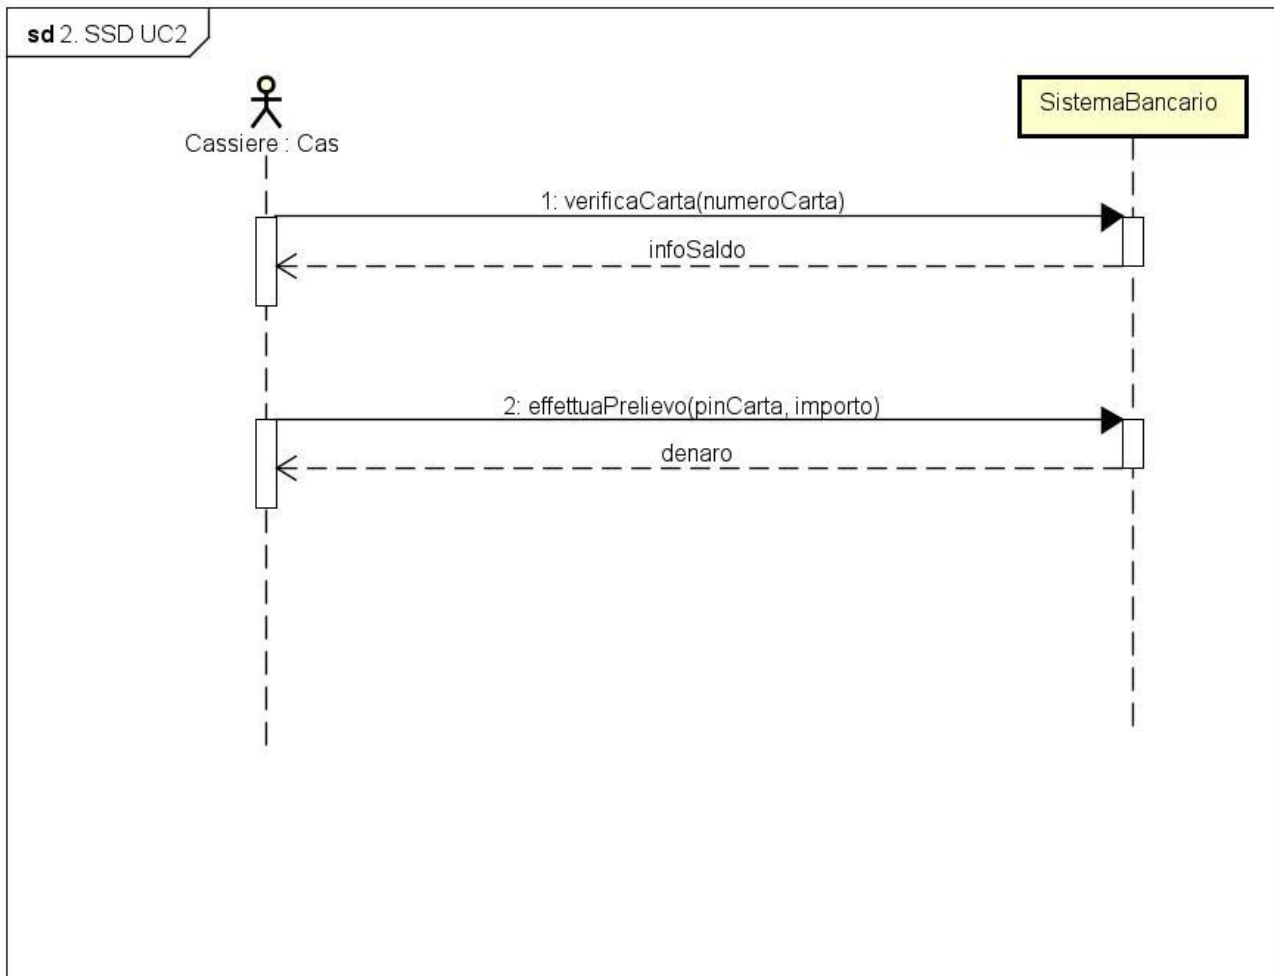 sd 2. SSD UC2
Cassiere : Cas
SistemaBancario
1: verificaCarta(numeroCarta)
infoSaldo
2: effettuaPrelievo(pinCarta, importo)
denaro